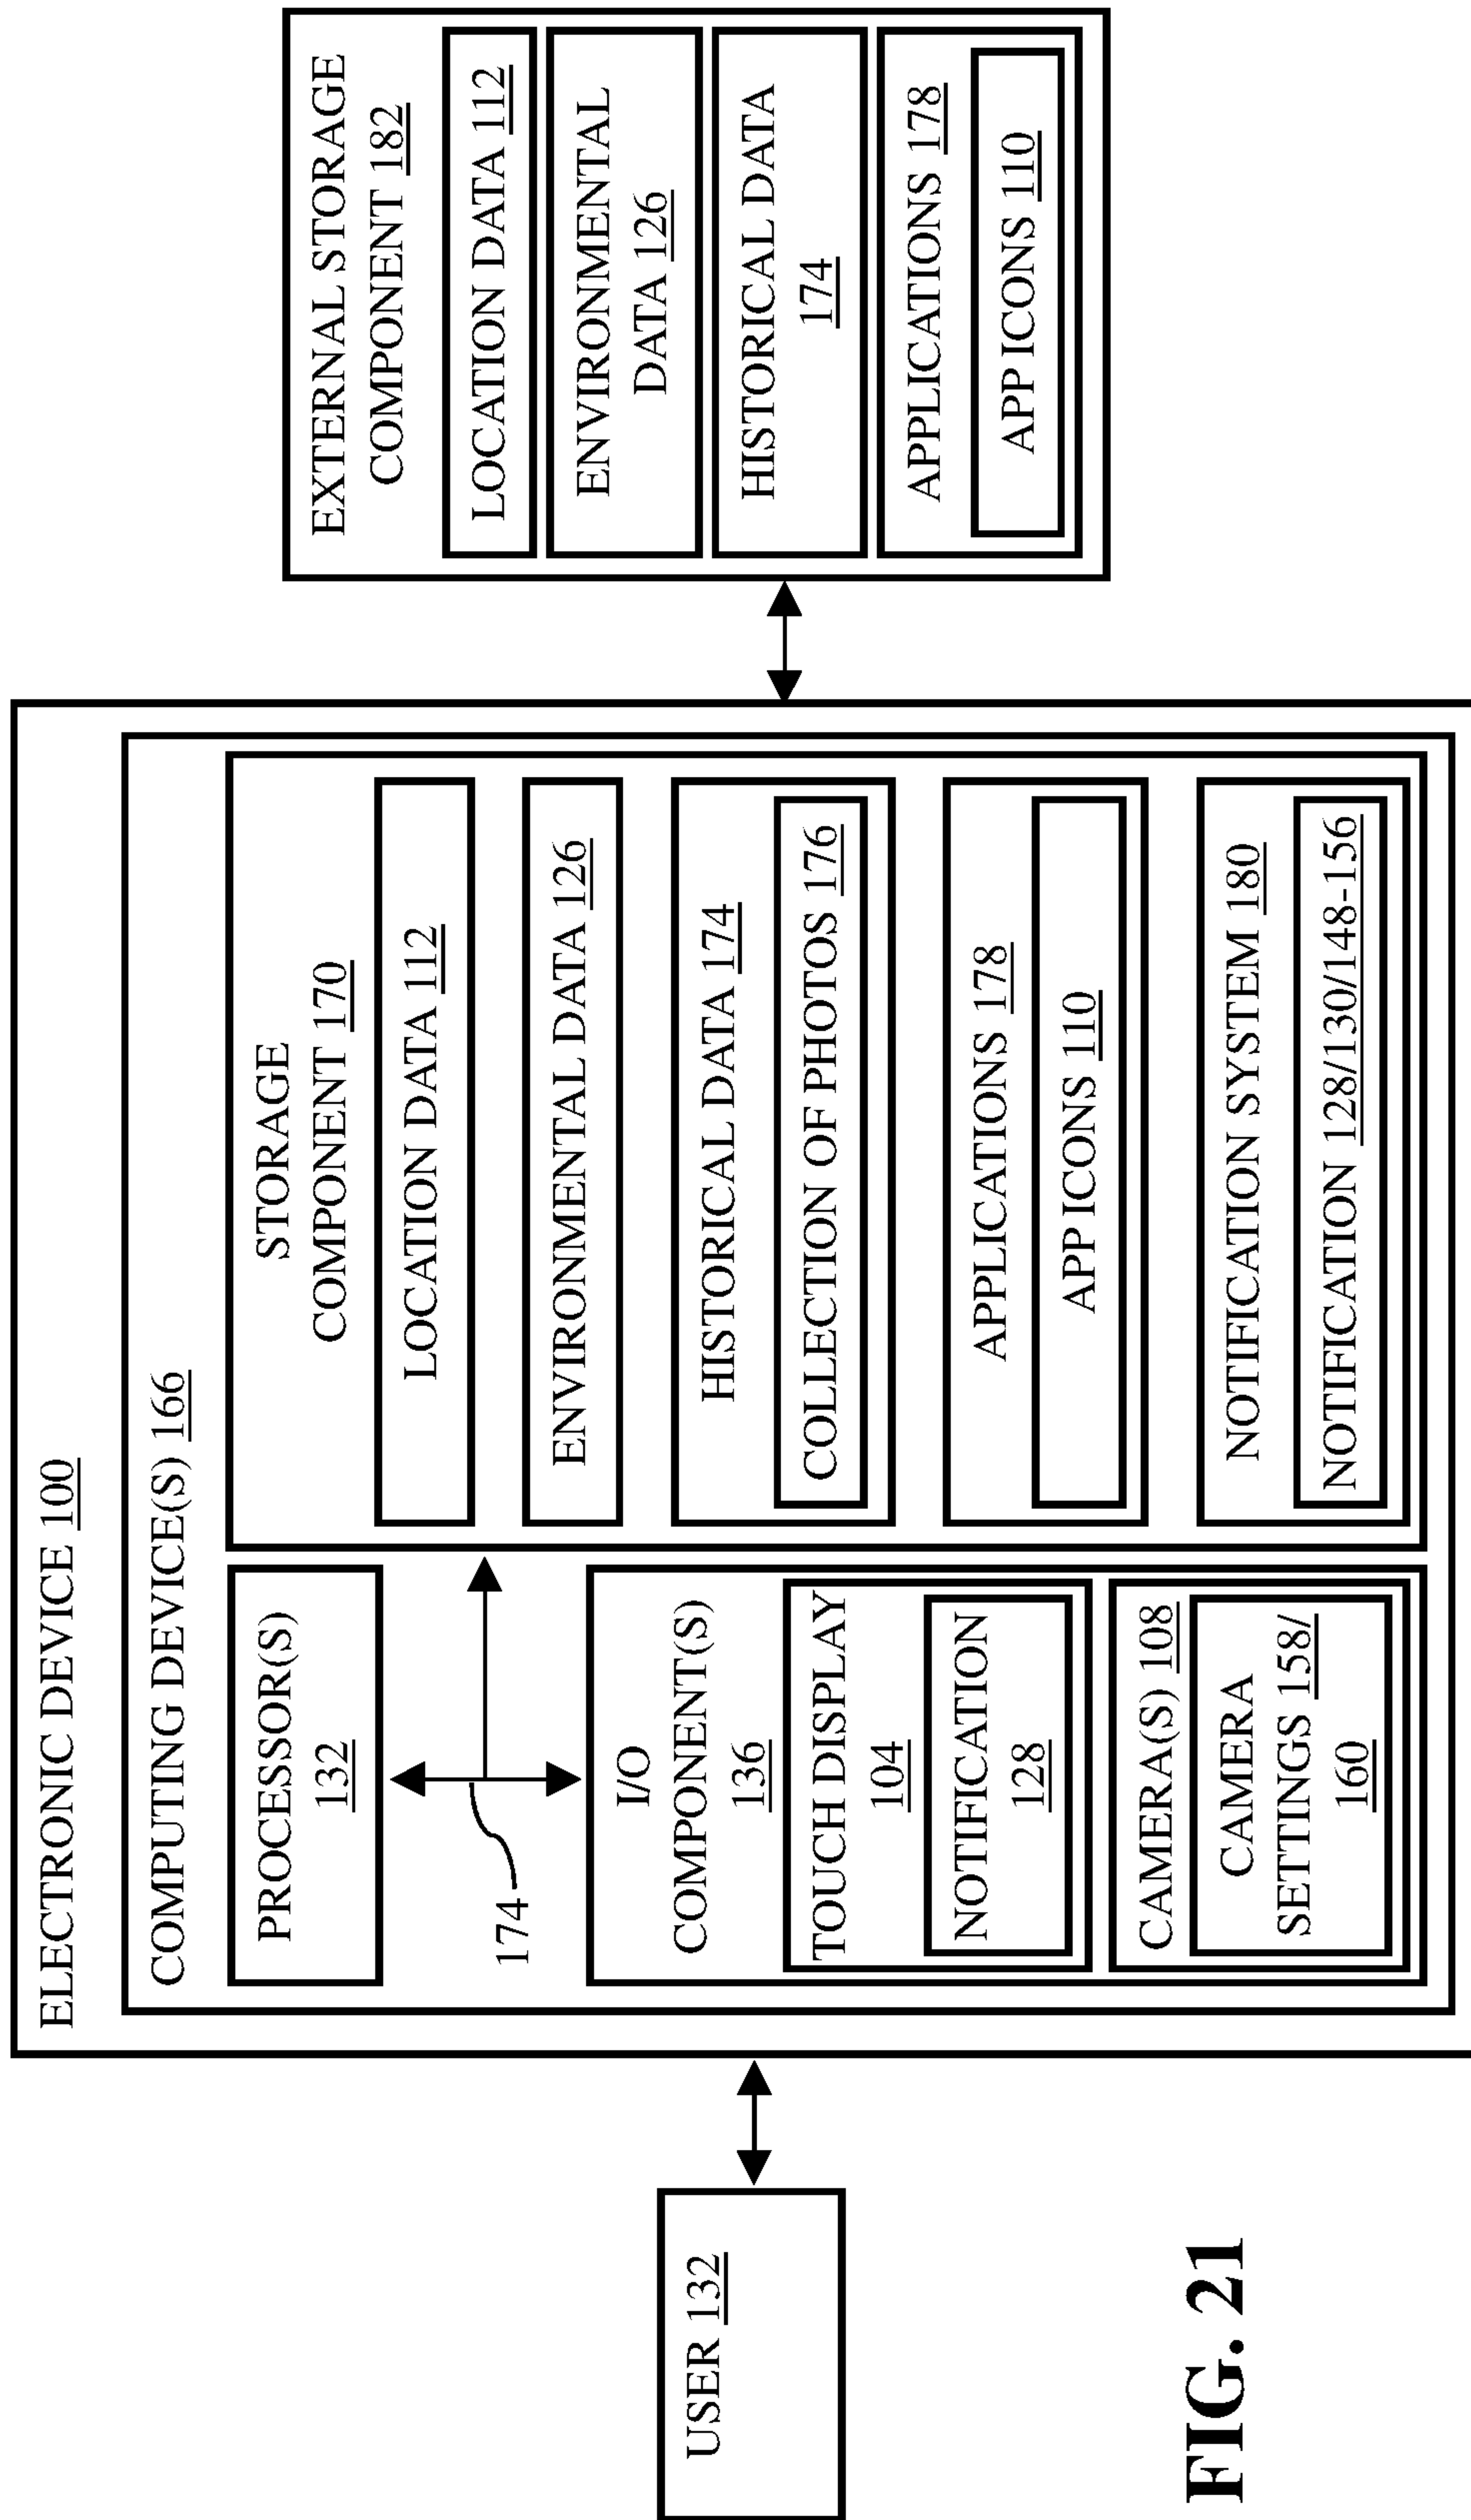 ELECTRONIC DEVICE 100
COMPUTING DEVICE(S) 166
PROCESSOR(S)
132
174
I/O
COMPONENT(S)
136
TOUCH DISPLAY
104
NOTIFICATION
128
CAMERA(S) 108
CAMERA
SETTINGS 158/
160
STORAGE
COMPONENT 170
LOCATION DATA 112
ENVIRONMENTAL DATA 126
HISTORICAL DATA 174
COLLECTION OF PHOTOS 176
APPLICATIONS 178
APP ICONS 110
NOTIFICATION SYSTEM 180
NOTIFICATION 128/130/148-156
USER 132
EXTERNAL STORAGE
COMPONENT 182
LOCATION DATA 112
ENVIRONMENTAL
DATA 126
HISTORICAL DATA
174
APPLICATIONS 178
APP ICONS 110
FIG. 21